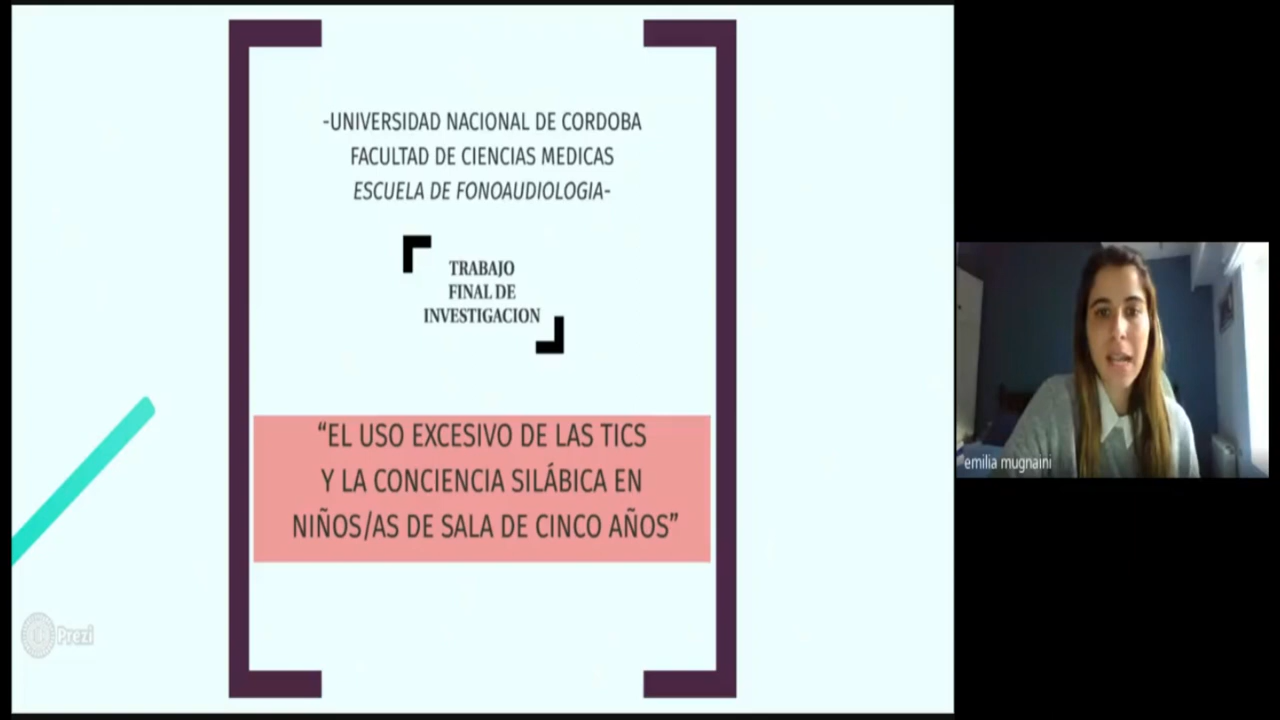 -UNIVERSIDAD NACIONAL DE CORDOBA
FACULTAD DE CIENCIAS MEDICAS
ESCUELA DE FONOAUDIOLOGIA-
TRABAJO
FINAL DE
INVESTIGACION
“EL USO EXCESIVO DE LAS TICS
Y LA CONCIENCIA SILÁBICA EN
NIÑOS/AS DE SALA DE CINCO AÑOS”
Prezi
emilia mugnaini